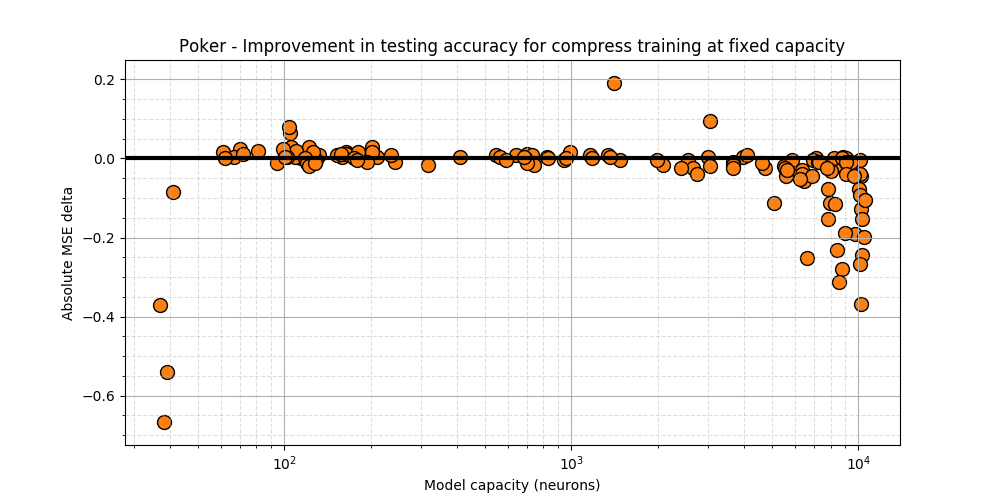 Poker - Improvement in testing accuracy for compress training at fixed capacity
Absolute MSE delta
0.2
0.0
−0.2
−0.4
−0.6
10²
10³
10⁴
Model capacity (neurons)